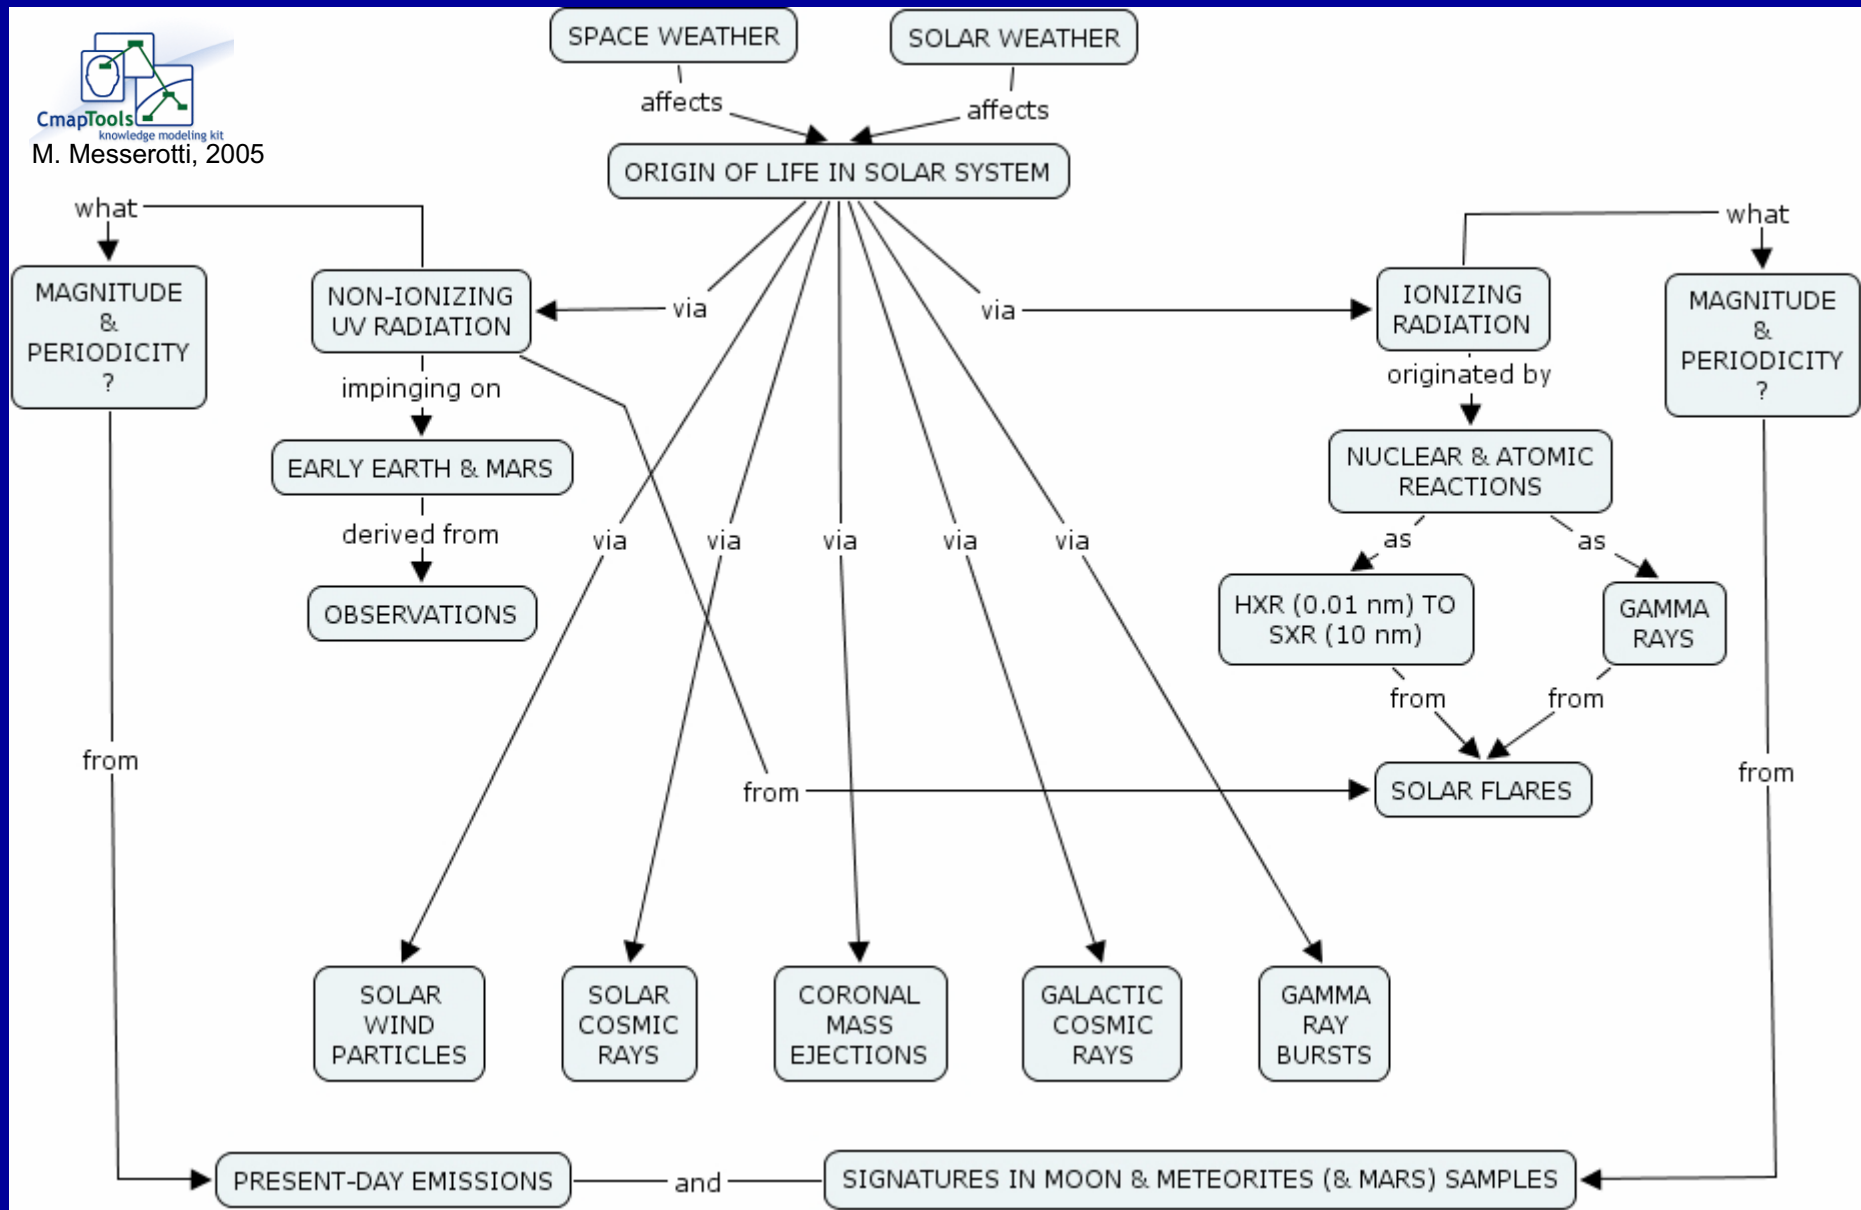 SPACE WEATHER
SOLAR WEATHER
affects
affects
CmapTools
knowledge modeling kit
M. Messerotti, 2005
ORIGIN OF LIFE IN SOLAR SYSTEM
what
what
MAGNITUDE
&
PERIODICITY
?
NON-IONIZING
UV RADIATION
via
via
IONIZING
RADIATION
MAGNITUDE
&
PERIODICITY
?
impinging on
originated by
EARLY EARTH & MARS
NUCLEAR & ATOMIC
REACTIONS
derived from
via
via
via
via
via
as
as
OBSERVATIONS
HXR (0.01 nm) TO
SXR (10 nm)
GAMMA
RAYS
from
from
from
from
from
SOLAR FLARES
SOLAR
WIND
PARTICLES
SOLAR
COSMIC
RAYS
CORONAL
MASS
EJECTIONS
GALACTIC
COSMIC
RAYS
GAMMA
RAY
BURSTS
PRESENT-DAY EMISSIONS
and
SIGNATURES IN MOON & METEORITES (& MARS) SAMPLES